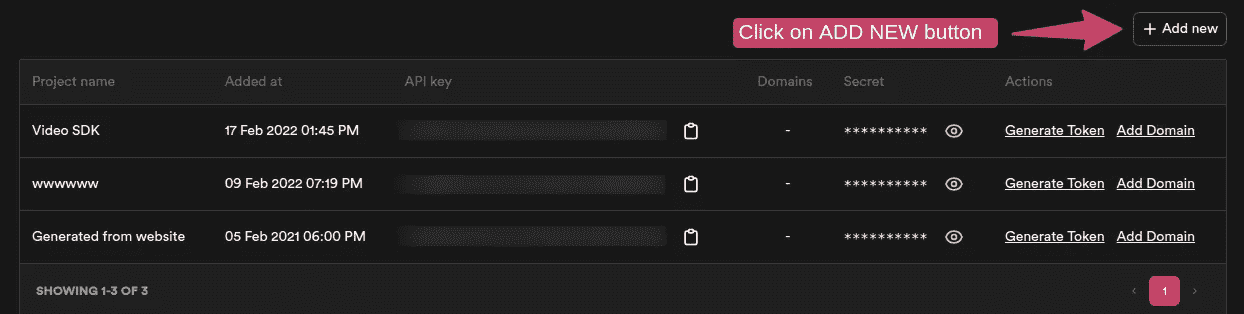 Click on ADD NEW button + Add new
Project name Added at API key Domains Secret Actions
Video SDK 17 Feb 2022 01:45 PM - ********** Generate Token Add Domain
wwwwww 09 Feb 2022 07:19 PM - ********** Generate Token Add Domain
Generated from website 05 Feb 2021 06:00 PM - ********** Generate Token Add Domain
SHOWING 1-3 OF 3 ‹ 1 ›